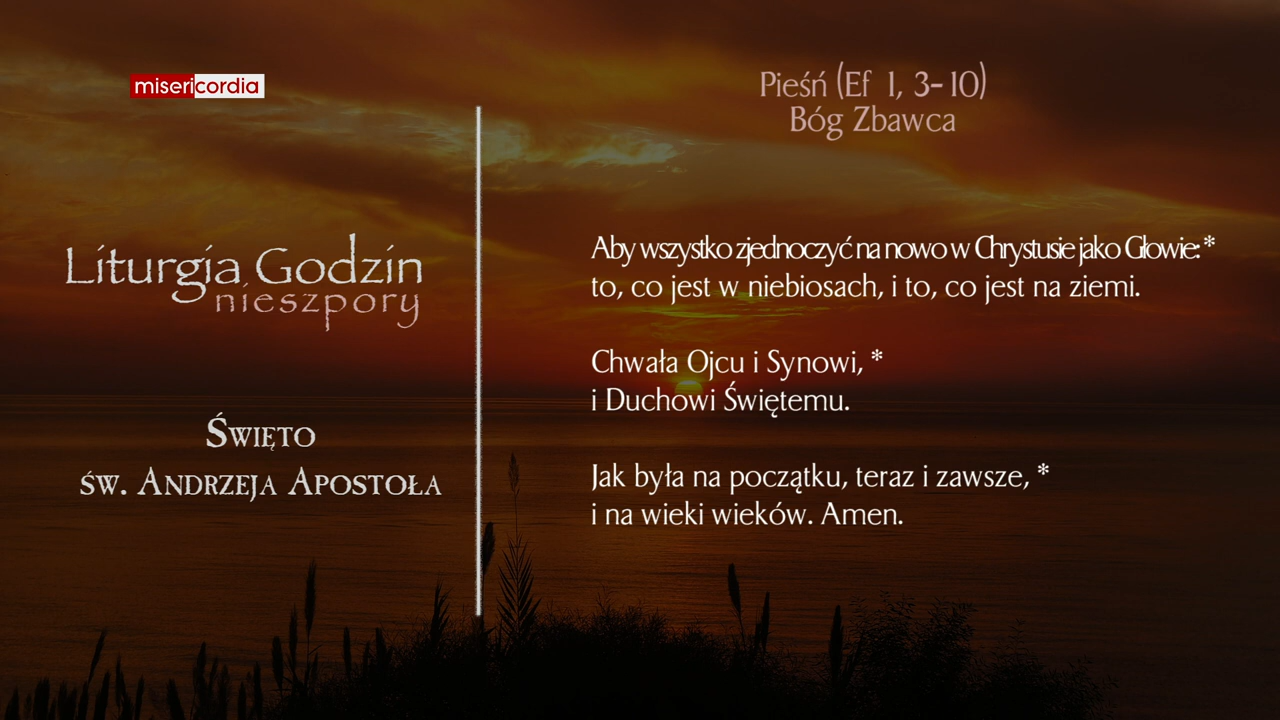 misericordia
Liturgia Godzin
nieszpory
Święto
św. Andrzeja Apostoła
Pieśń (Ef 1, 3-10)
Bóg Zbawca
Aby wszystko zjednoczyć na nowo w Chrystusie jako Głowie: *
to, co jest w niebiosach, i to, co jest na ziemi.
Chwała Ojcu i Synowi, *
i Duchowi Świętemu.
Jak była na początku, teraz i zawsze, *
i na wieki wieków. Amen.